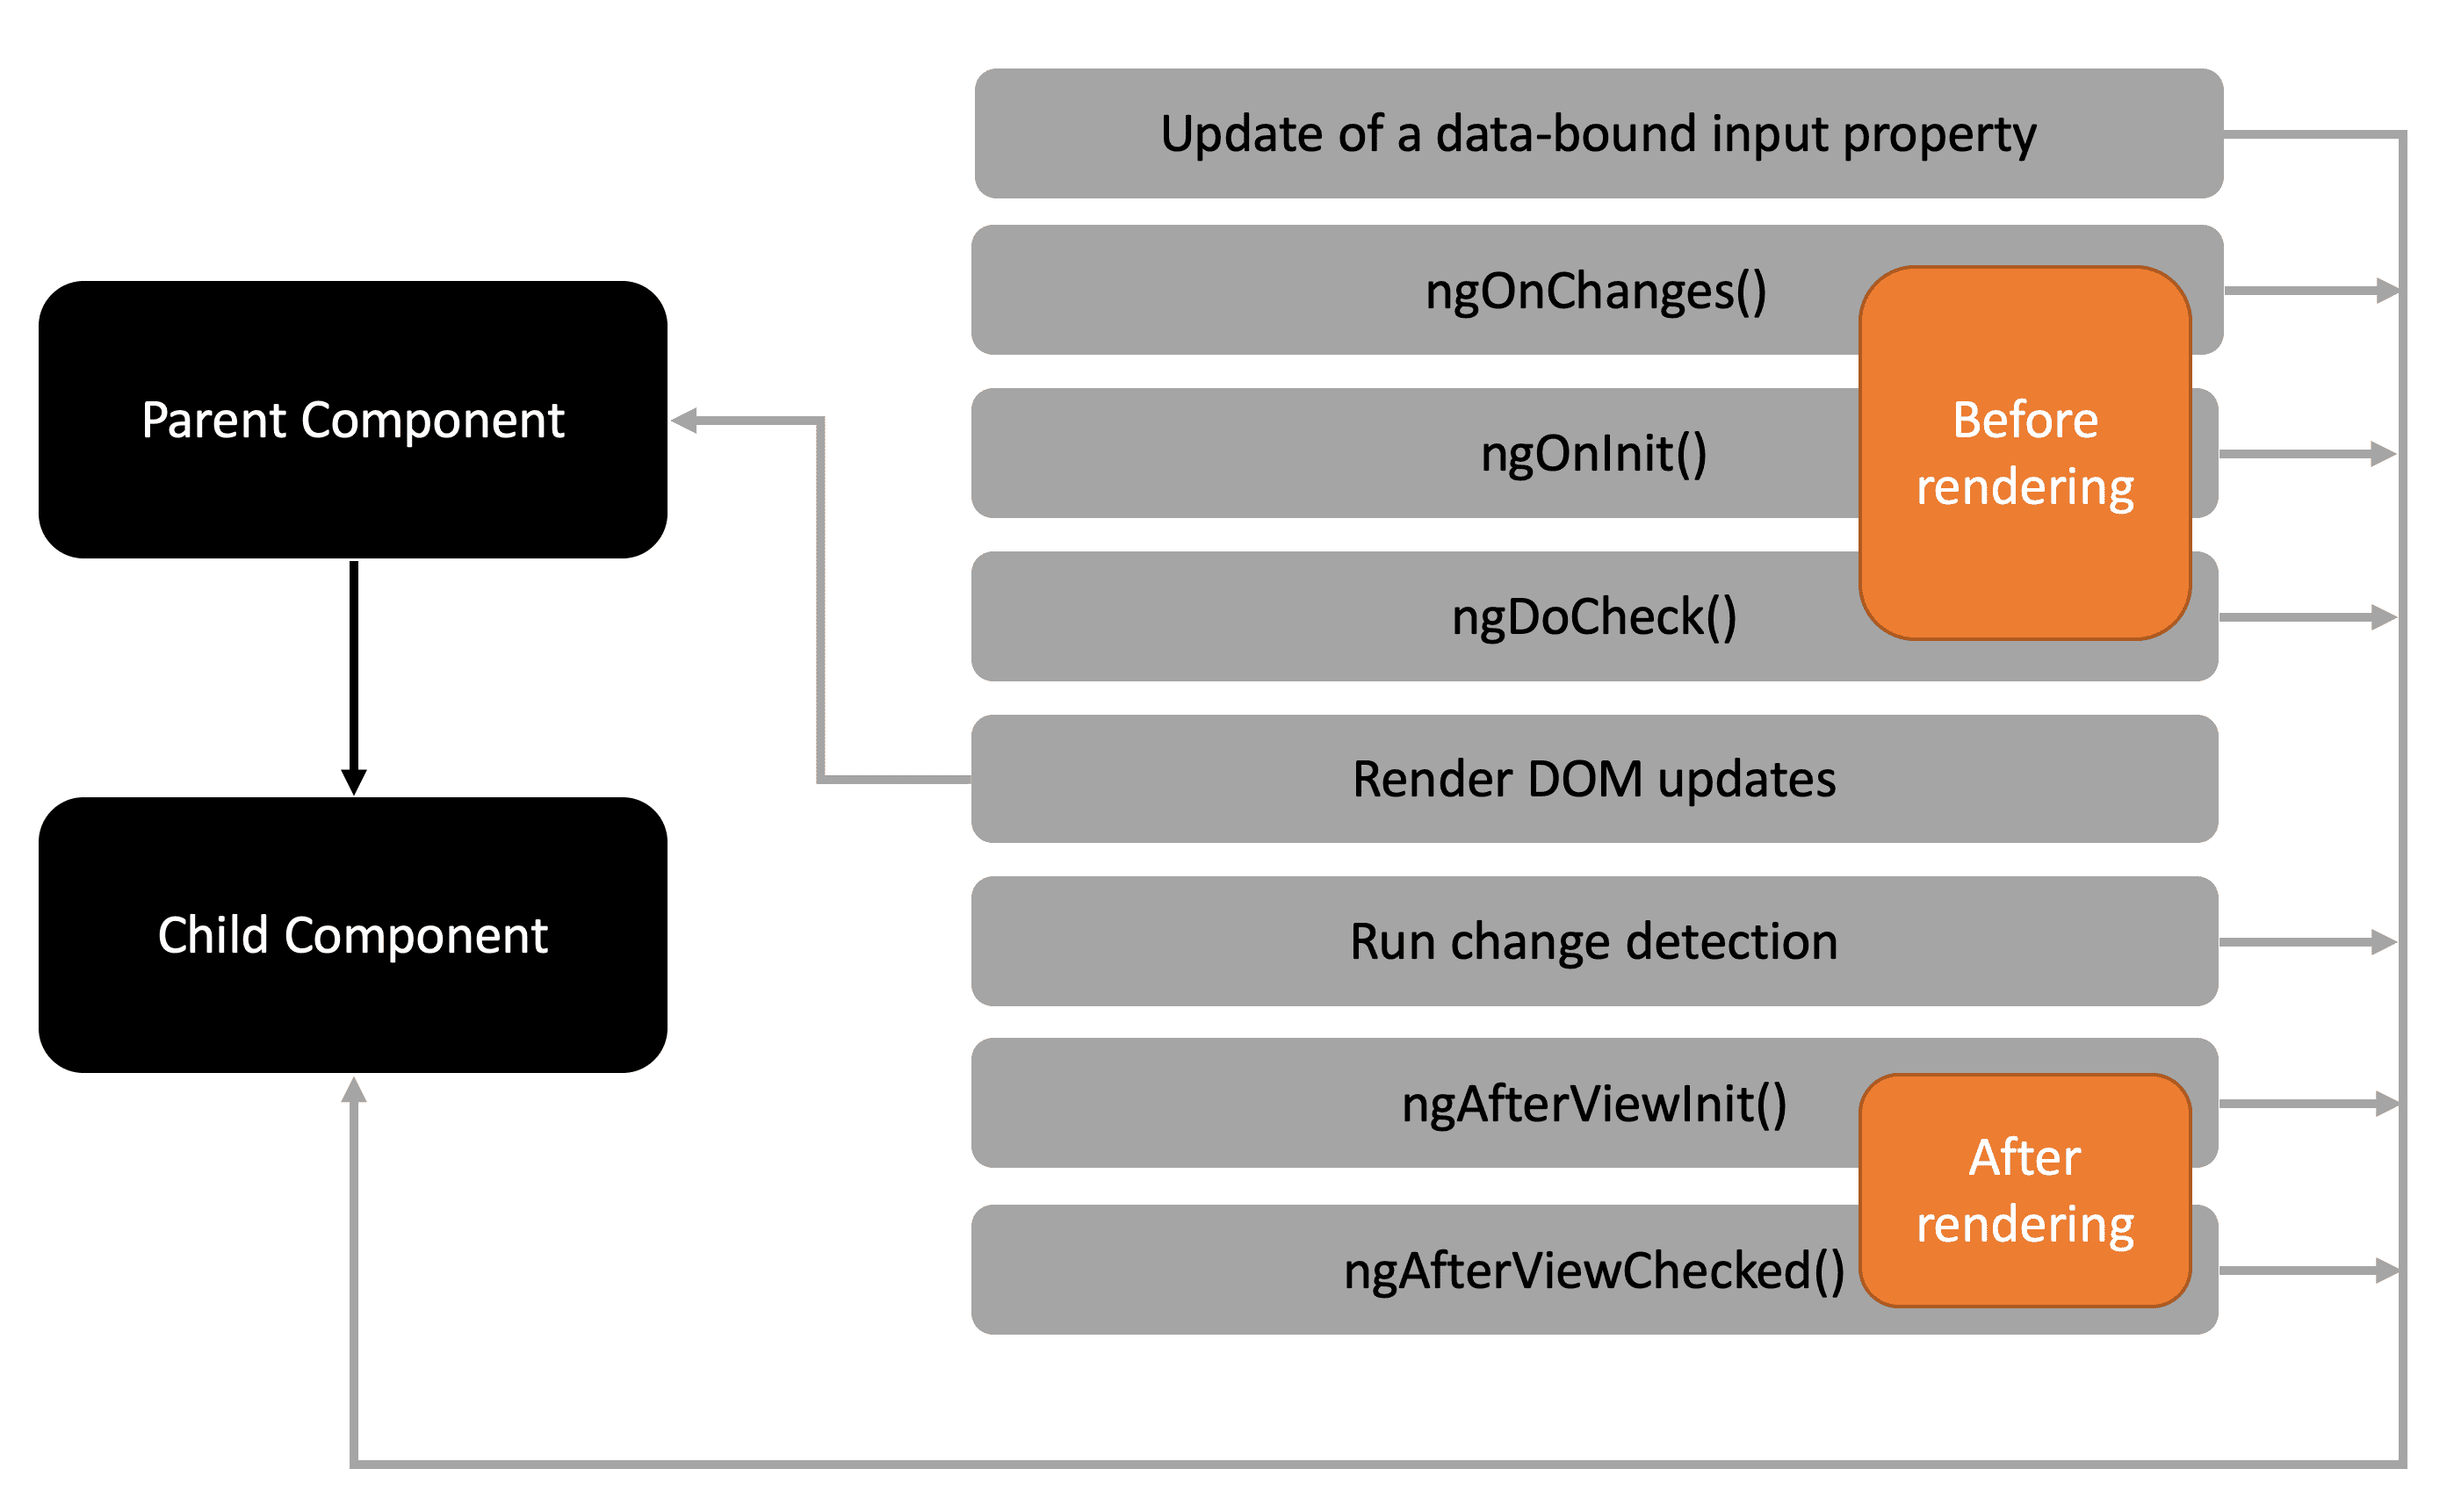 Update of a data-bound input property
ngOnChanges()
Before
rendering
Parent Component
ngOnInit()
ngDoCheck()
Render DOM updates
Child Component
Run change detection
ngAfterViewInit()
After
rendering
ngAfterViewChecked()